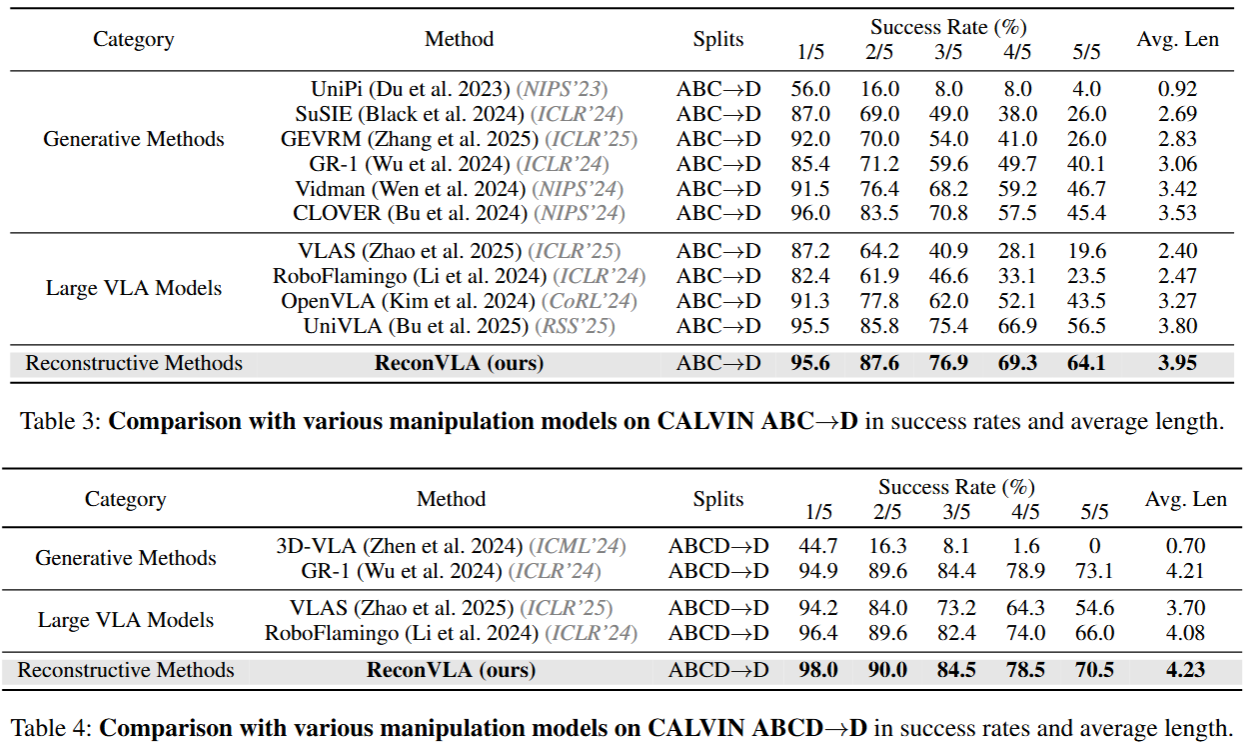 Category Method Splits Success Rate (%) Avg. Len
1/5 2/5 3/5 4/5 5/5
Generative Methods
UniPi (Du et al. 2023) (NIPS’23) ABC→D 56.0 16.0 8.0 8.0 4.0 0.92
SuSIE (Black et al. 2024) (ICLR’24) ABC→D 87.0 69.0 49.0 38.0 26.0 2.69
GEVRM (Zhang et al. 2025) (ICLR’25) ABC→D 92.0 70.0 54.0 41.0 26.0 2.83
GR-1 (Wu et al. 2024) (ICLR’24) ABC→D 85.4 71.2 59.6 49.7 40.1 3.06
Vidman (Wen et al. 2024) (NIPS’24) ABC→D 91.5 76.4 68.2 59.2 46.7 3.42
CLOVER (Bu et al. 2024) (NIPS’24) ABC→D 96.0 83.5 70.8 57.5 45.4 3.53
Large VLA Models
VLAS (Zhao et al. 2025) (ICLR’25) ABC→D 87.2 64.2 40.9 28.1 19.6 2.40
RoboFlamingo (Li et al. 2024) (ICLR’24) ABC→D 82.4 61.9 46.6 33.1 23.5 2.47
OpenVLA (Kim et al. 2024) (CoRL’24) ABC→D 91.3 77.8 62.0 52.1 43.5 3.27
UniVLA (Bu et al. 2025) (RSS’25) ABC→D 95.5 85.8 75.4 66.9 56.5 3.80
Reconstructive Methods ReconVLA (ours) ABC→D 95.6 87.6 76.9 69.3 64.1 3.95
Table 3: Comparison with various manipulation models on CALVIN ABC→D in success rates and average length.
Category Method Splits Success Rate (%) Avg. Len
1/5 2/5 3/5 4/5 5/5
Generative Methods
3D-VLA (Zhen et al. 2024) (ICML’24) ABCD→D 44.7 16.3 8.1 1.6 0 0.70
GR-1 (Wu et al. 2024) (ICLR’24) ABCD→D 94.9 89.6 84.4 78.9 73.1 4.21
Large VLA Models
VLAS (Zhao et al. 2025) (ICLR’25) ABCD→D 94.2 84.0 73.2 64.3 54.6 3.70
RoboFlamingo (Li et al. 2024) (ICLR’24) ABCD→D 96.4 89.6 82.4 74.0 66.0 4.08
Reconstructive Methods ReconVLA (ours) ABCD→D 98.0 90.0 84.5 78.5 70.5 4.23
Table 4: Comparison with various manipulation models on CALVIN ABCD→D in success rates and average length.